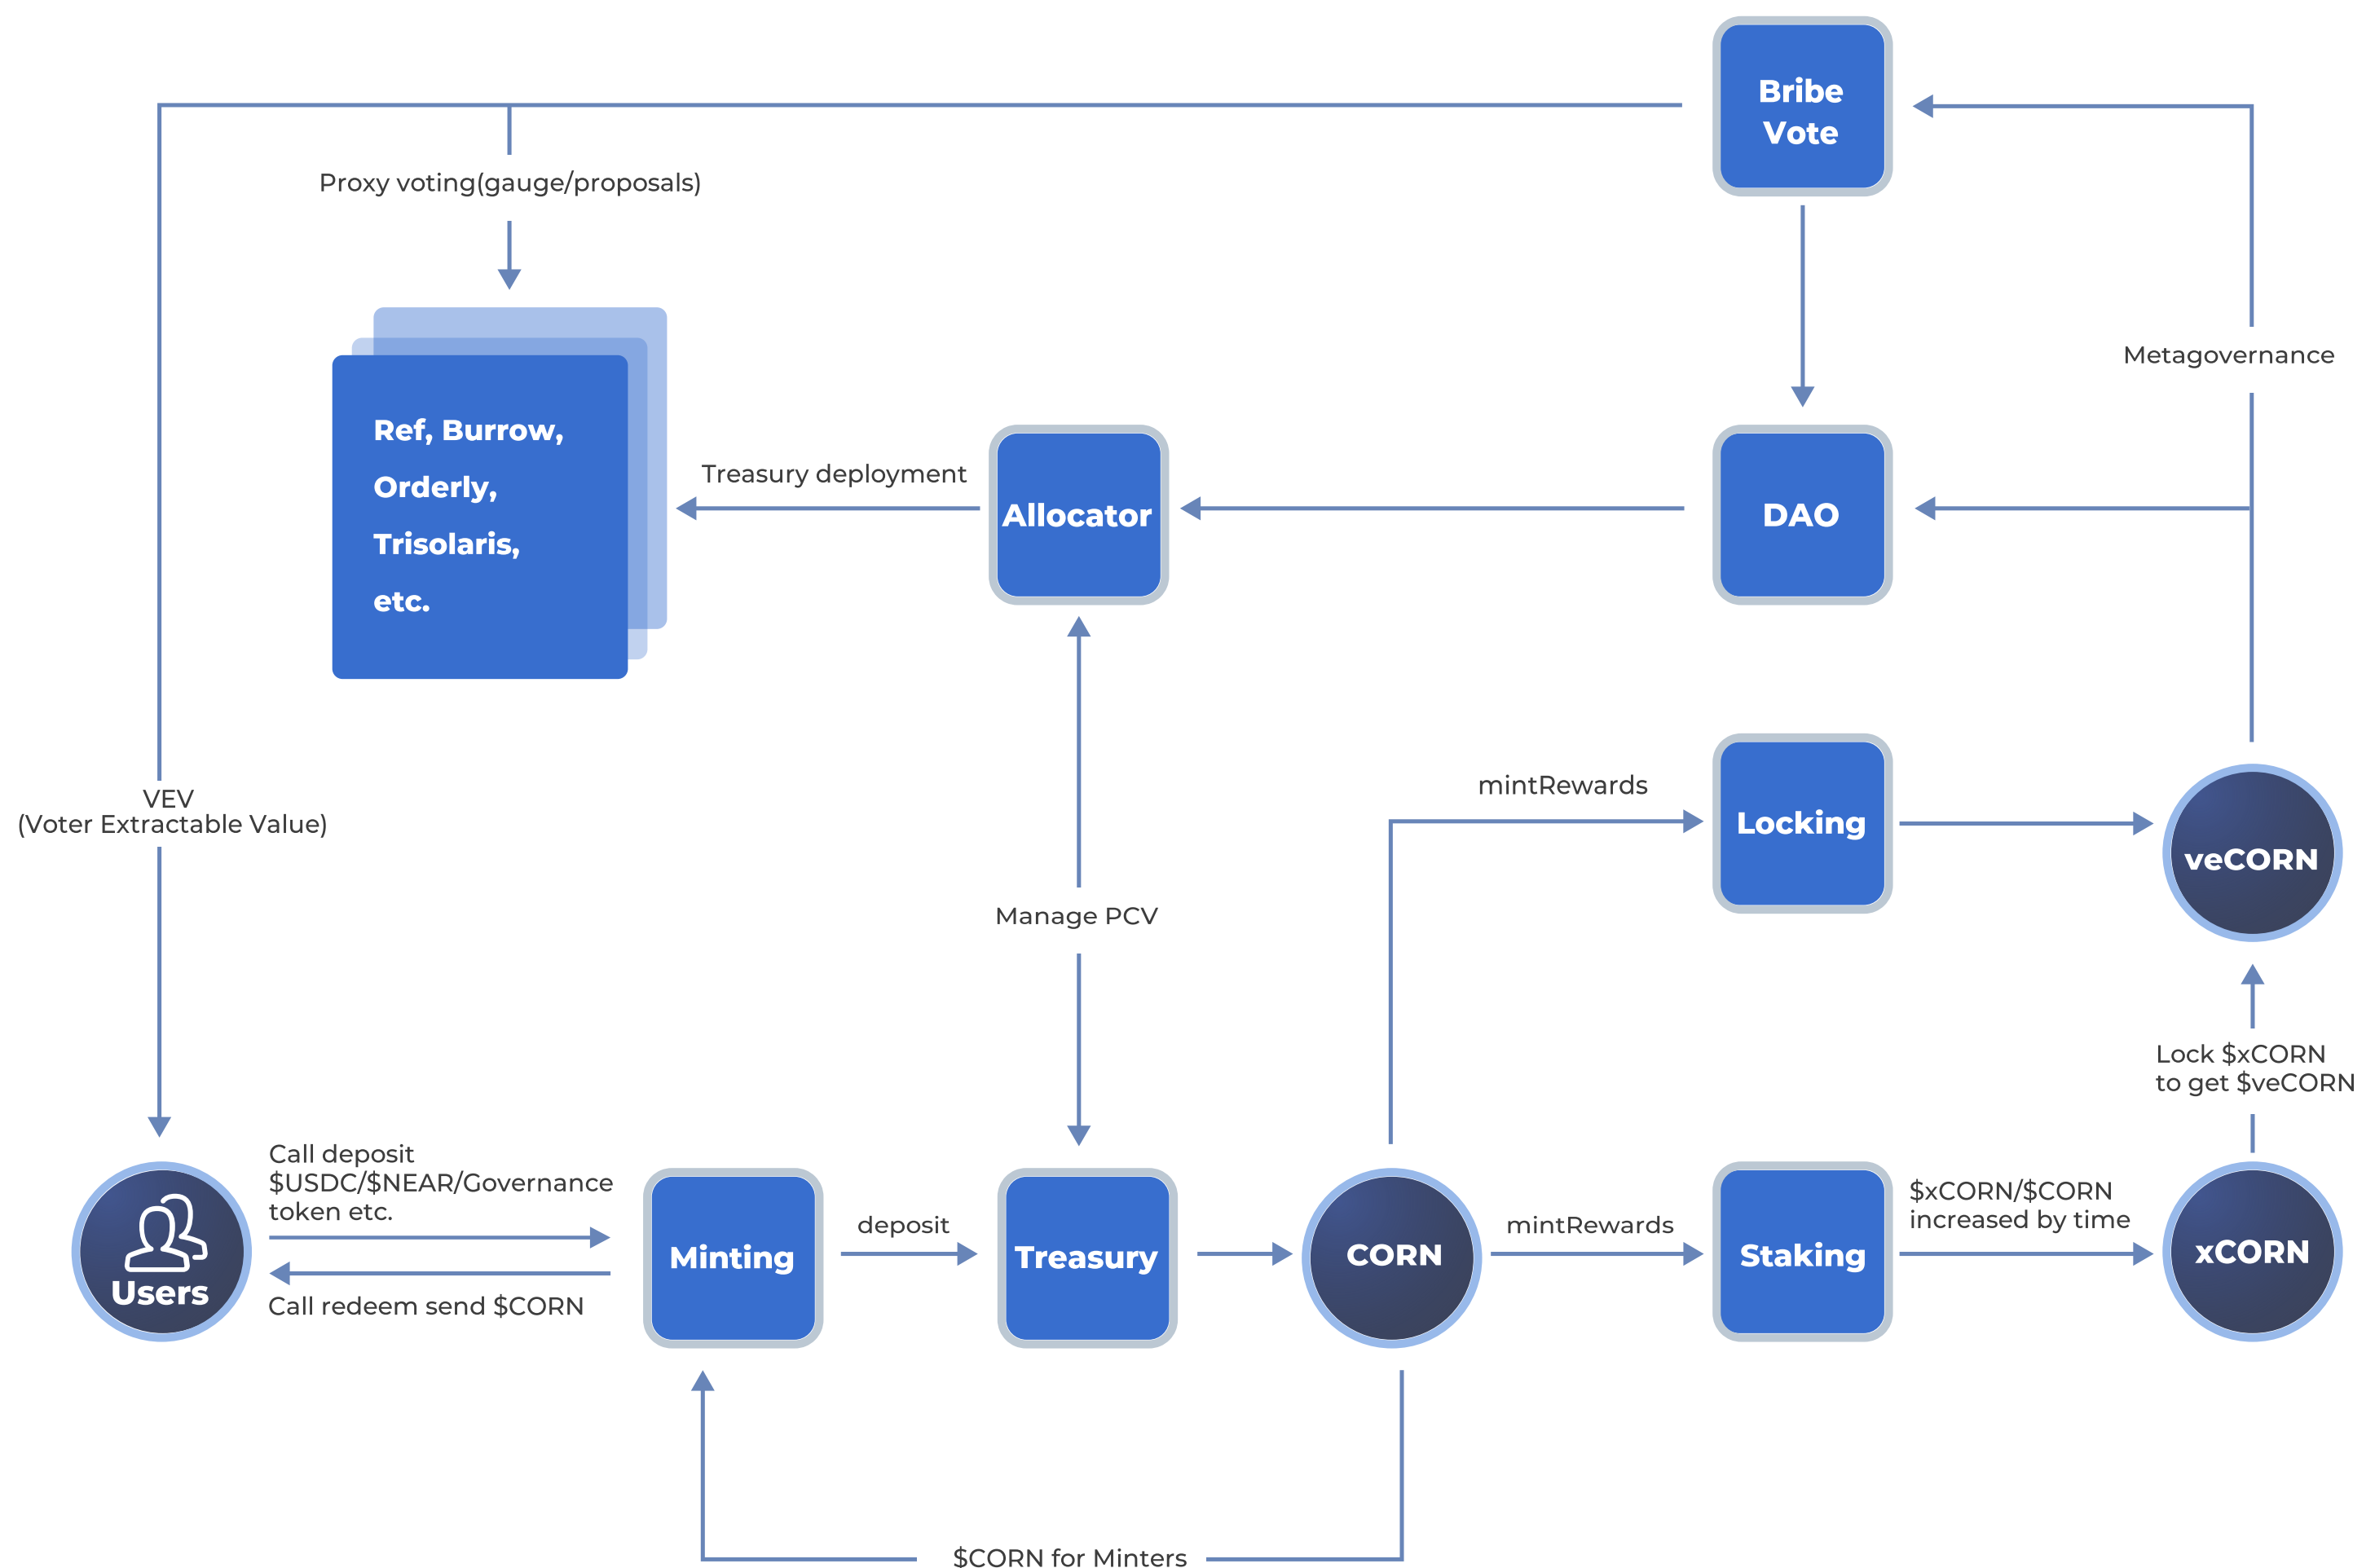 Bribe
Vote
Proxy voting(gauge/proposals)
Metagovernance
Ref, Burrow,
Orderly,
Trisolaris,
etc.
Treasury deployment
Allocator
DAO
VEV
(Voter Extractable Value)
mintRewards
Locking
veCORN
Manage PCV
Lock $xCORN
to get $veCORN
Call deposit
$USDC/$NEAR/Governance
token etc.
Users
Call redeem send $CORN
Minting
deposit
Treasury
CORN
mintRewards
Staking
$xCORN/$CORN
increased by time
xCORN
$CORN for Minters